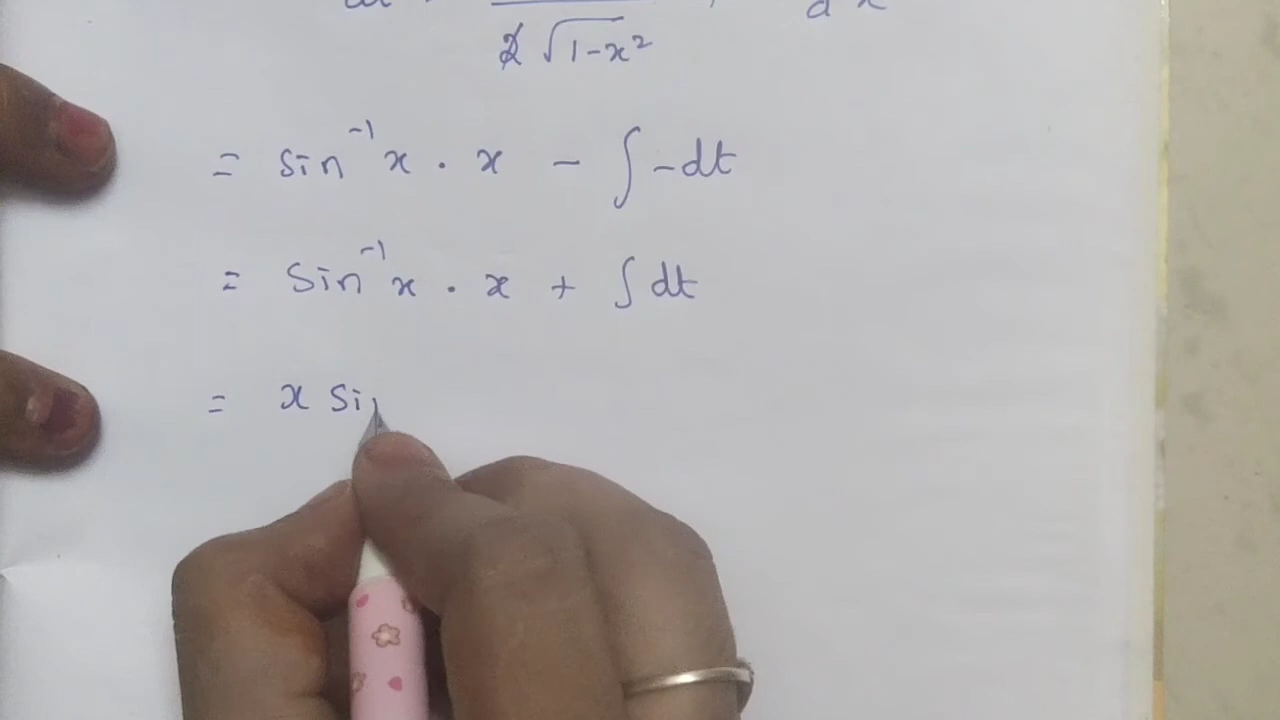 2 √1-x²
= sin⁻¹x . x - ∫ -dt
= sin⁻¹x . x + ∫ dt
= x si